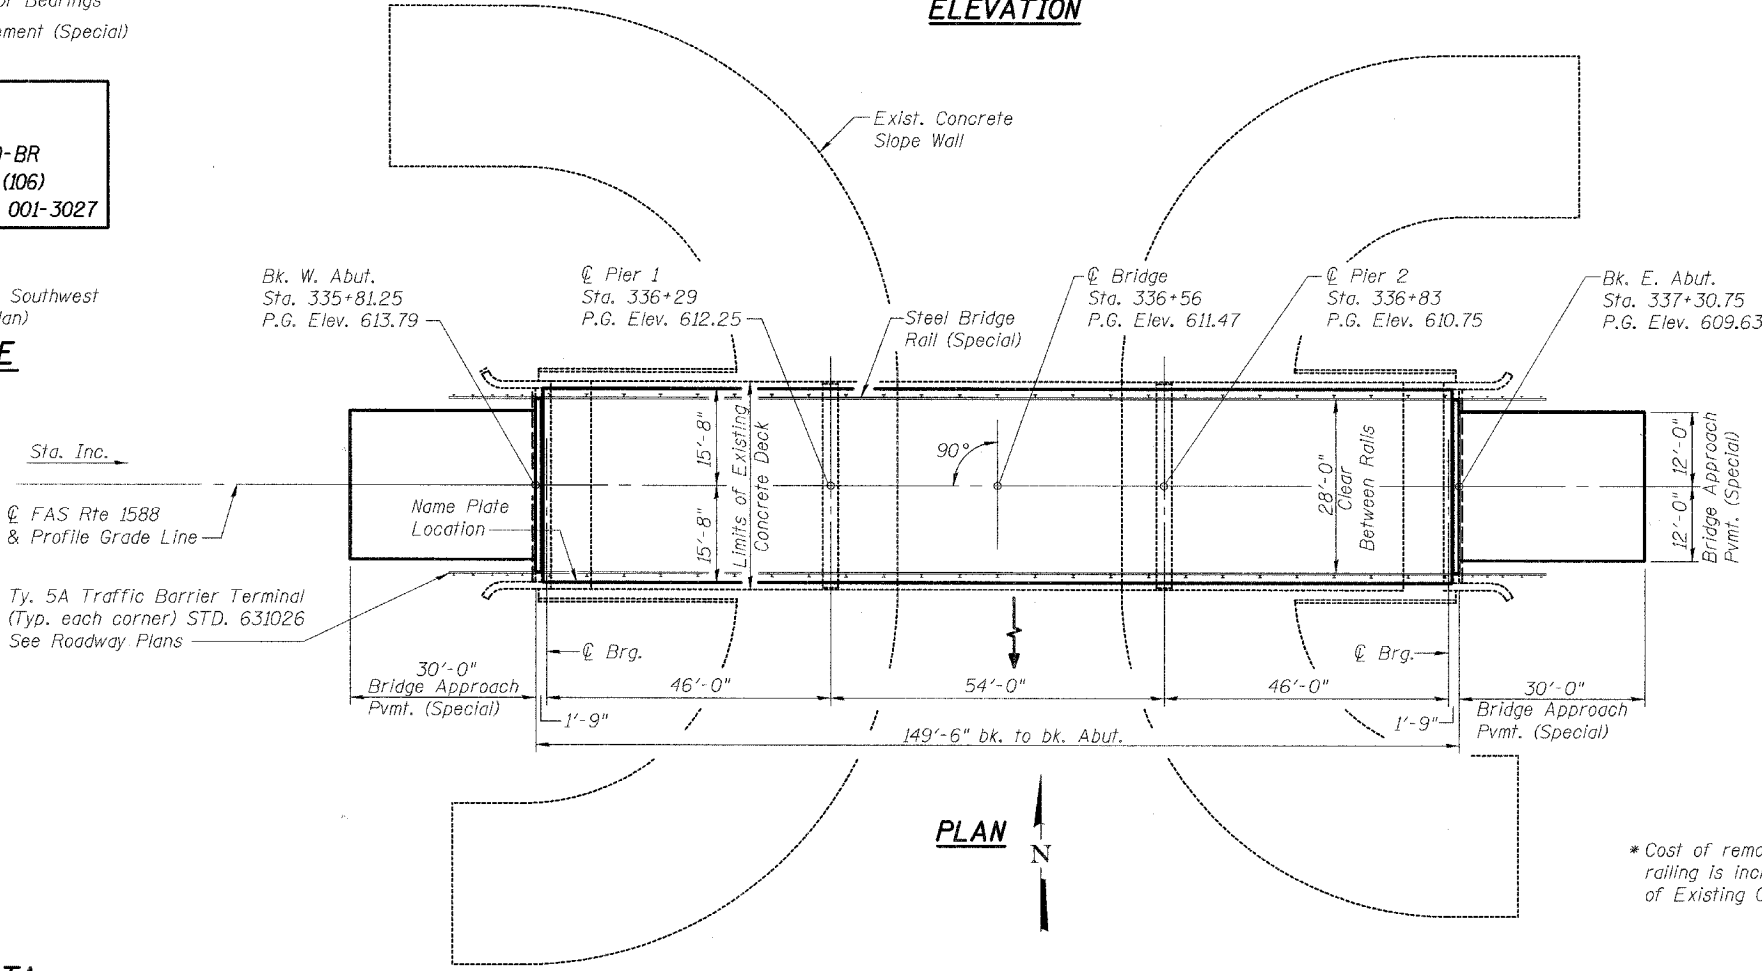 or Bearings
ement (Special)
ELEVATION
)-BR
(106)
001-3027
Southwest
lan)
E
Exist. Concrete
Slope Wall
Bk. W. Abut.
Sta. 335+81.25
P.G. Elev. 613.79
℄ Pier 1
Sta. 336+29
P.G. Elev. 612.25
Steel Bridge
Rail (Special)
℄ Bridge
Sta. 336+56
P.G. Elev. 611.47
℄ Pier 2
Sta. 336+83
P.G. Elev. 610.75
Bk. E. Abut.
Sta. 337+30.75
P.G. Elev. 609.63
Sta. Inc.
℄ FAS Rte 1588
& Profile Grade Line
Name Plate
Location
15'-8"
15'-8"
Limits of Existing
Concrete Deck
90°
28'-0"
Clear
Between Rails
12'-0"
12'-0"
Bridge Approach
Pvmt. (Special)
Ty. 5A Traffic Barrier Terminal
(Typ. each corner) STD. 631026
See Roadway Plans
℄ Brg.
℄ Brg.
30'-0"
Bridge Approach
Pvmt. (Special)
46'-0"
54'-0"
46'-0"
30'-0"
Bridge Approach
Pvmt. (Special)
1'-9"
1'-9"
149'-6" bk. to bk. Abut.
PLAN
N
* Cost of remo
railing is inc
of Existing C
TA